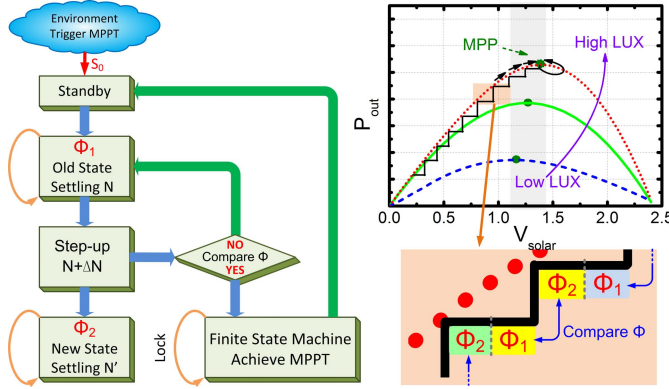 Environment
Trigger MPPT
S₀
Standby
Φ₁
Old State
Settling N
Step-up
N+ΔN
NO
Compare Φ
YES
Φ₂
New State
Settling N'
Lock
Finite State Machine
Achieve MPPT
MPP
High LUX
Low LUX
P_out
0.0 0.5 1.0 1.5 2.0 2.5
V_solar
Φ₂ Φ₁
Compare Φ
Φ₂ Φ₁